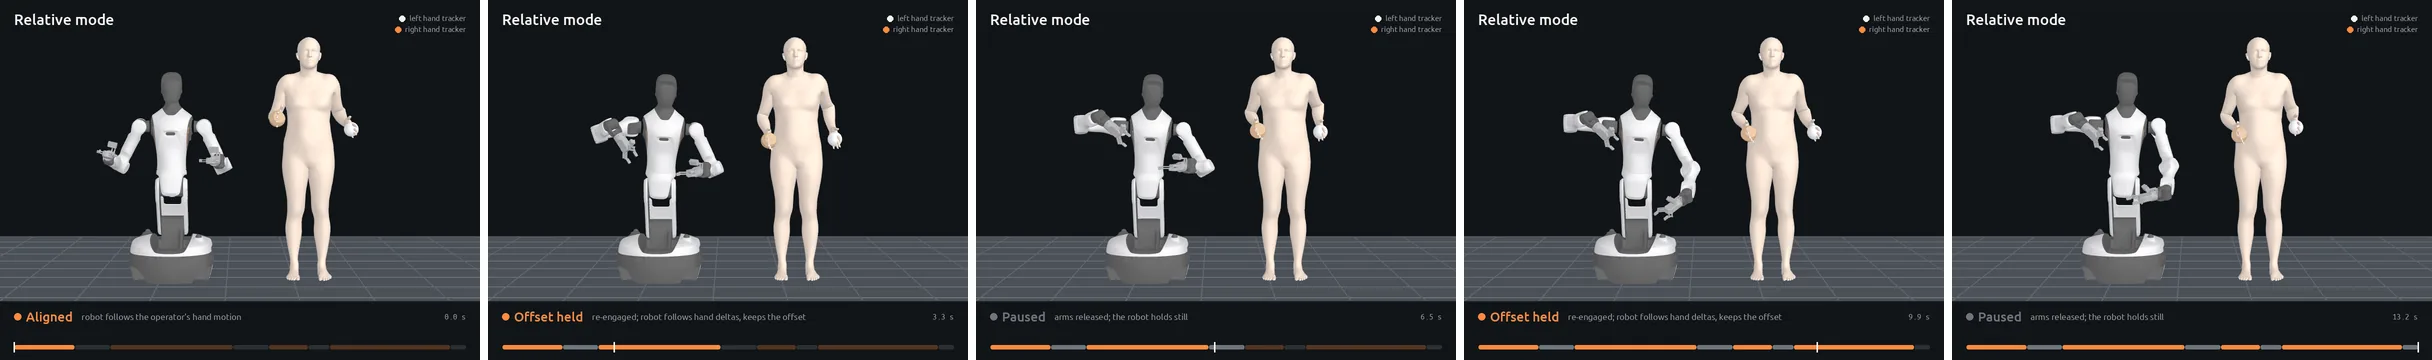 Relative mode
left hand tracker
right hand tracker
Aligned robot follows the operator's hand motion 0.0 s
Relative mode
left hand tracker
right hand tracker
Offset held re-engaged; robot follows hand deltas, keeps the offset 3.3 s
Relative mode
left hand tracker
right hand tracker
Paused arms released; the robot holds still 6.5 s
Relative mode
left hand tracker
right hand tracker
Offset held re-engaged; robot follows hand deltas, keeps the offset 9.9 s
Relative mode
left hand tracker
right hand tracker
Paused arms released; the robot holds still 13.2 s